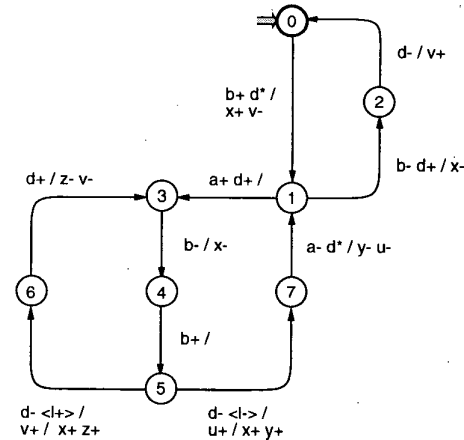 0
d- / v+
b+ d* /
x+ v-
2
b- d+ / x-
d+ / z- v-
3
a+ d+ /
1
b- / x-
a- d* / y- u-
6
4
7
b+ /
5
d- <l+> /
v+ / x+ z+
d- <l-> /
u+ / x+ y+